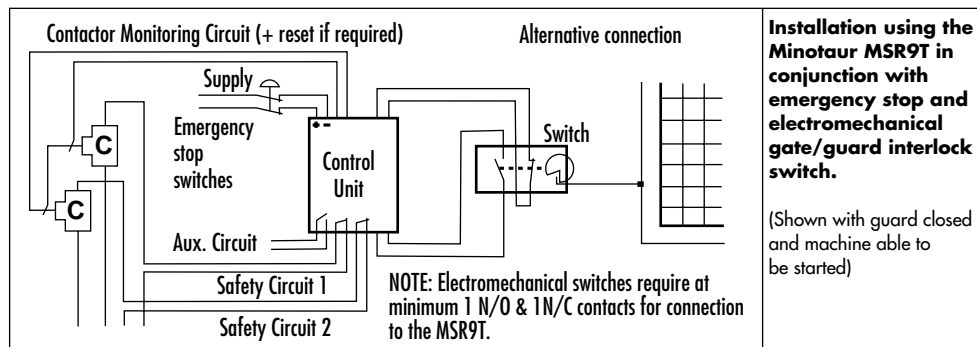 Contactor Monitoring Circuit (+ reset if required)
Alternative connection
Supply
Emergency
stop
switches
+ -
Control
Unit
Switch
C
C
Aux. Circuit
Safety Circuit 1
Safety Circuit 2
NOTE: Electromechanical switches require at
minimum 1 N/O & 1N/C contacts for connection
to the MSR9T.
Installation using the
Minotaur MSR9T in
conjunction with
emergency stop and
electromechanical
gate/guard interlock
switch.
(Shown with guard closed
and machine able to
be started)